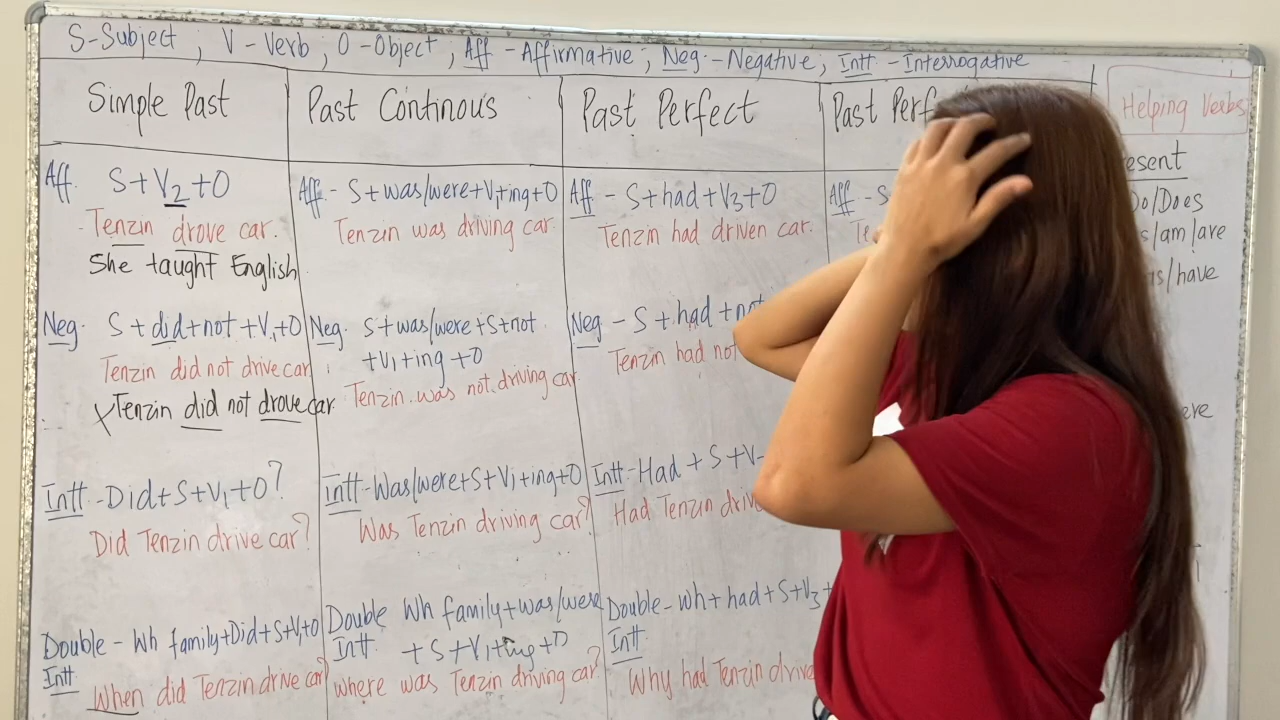 S-Subject , V-Verb, O-Object, Aff -Affirmative, Neg.-Negative, Intt -Interrogative
Simple Past
Aff. S+V2+O
Tenzin drove car.
She taught English
Neg. S+did+not+V1+O
Tenzin did not drive car
XTenzin did not drove car.
Intt-Did+S+V1+O?
Did Tenzin drive car?
Double - Wh family+Did+S+V1+O
Intt
When did Tenzin drive car?
Past Continous
Aff.- S+was/were+V1+ing+O
Tenzin was driving car.
Neg. S+was/were+S+not
+V1+ing+O
Tenzin was not driving car
Intt-Was/were+S+V1+ing+O
Was Tenzin driving car?
Double Wh family+was/were
Intt +S+V1+ing+O
where was Tenzin driving car?
Past Perfect
Aff - S+had+V3+O
Tenzin had driven car.
Neg - S+had+not
Tenzin had not
Intt-Had+S+V
Had Tenzin driv
Double-Wh+had+S+V3+
Intt
Why had Tenzin drive
Past Perf
Aff - S
Te
Helping Verbs
esent
Do/Does
s/am/are
as/have
ere